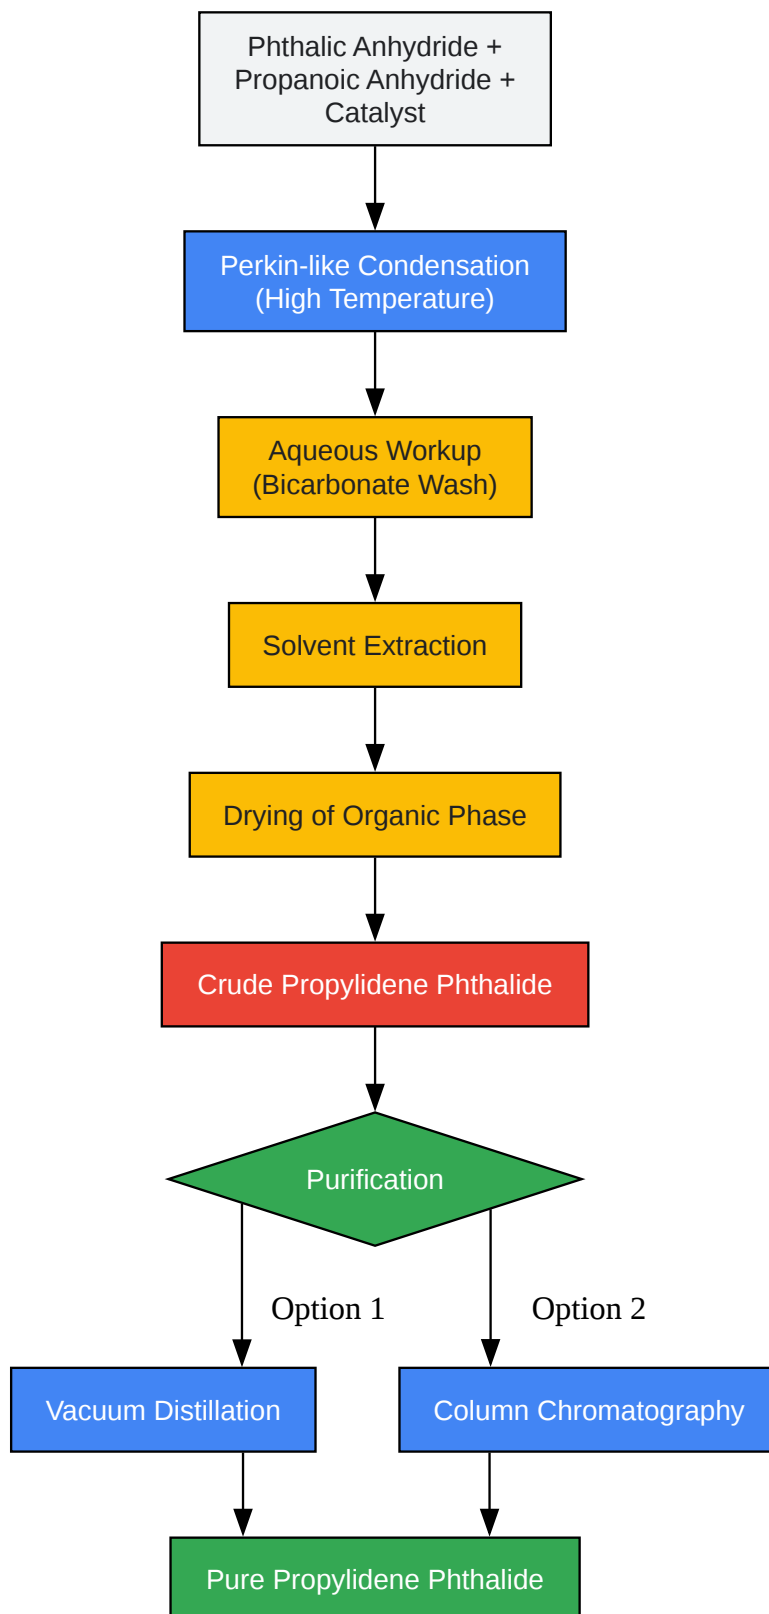 Phthalic Anhydride +
Propanoic Anhydride +
Catalyst
Perkin-like Condensation
(High Temperature)
Aqueous Workup
(Bicarbonate Wash)
Solvent Extraction
Drying of Organic Phase
Crude Propylidene Phthalide
Purification
Option 1
Option 2
Vacuum Distillation
Column Chromatography
Pure Propylidene Phthalide